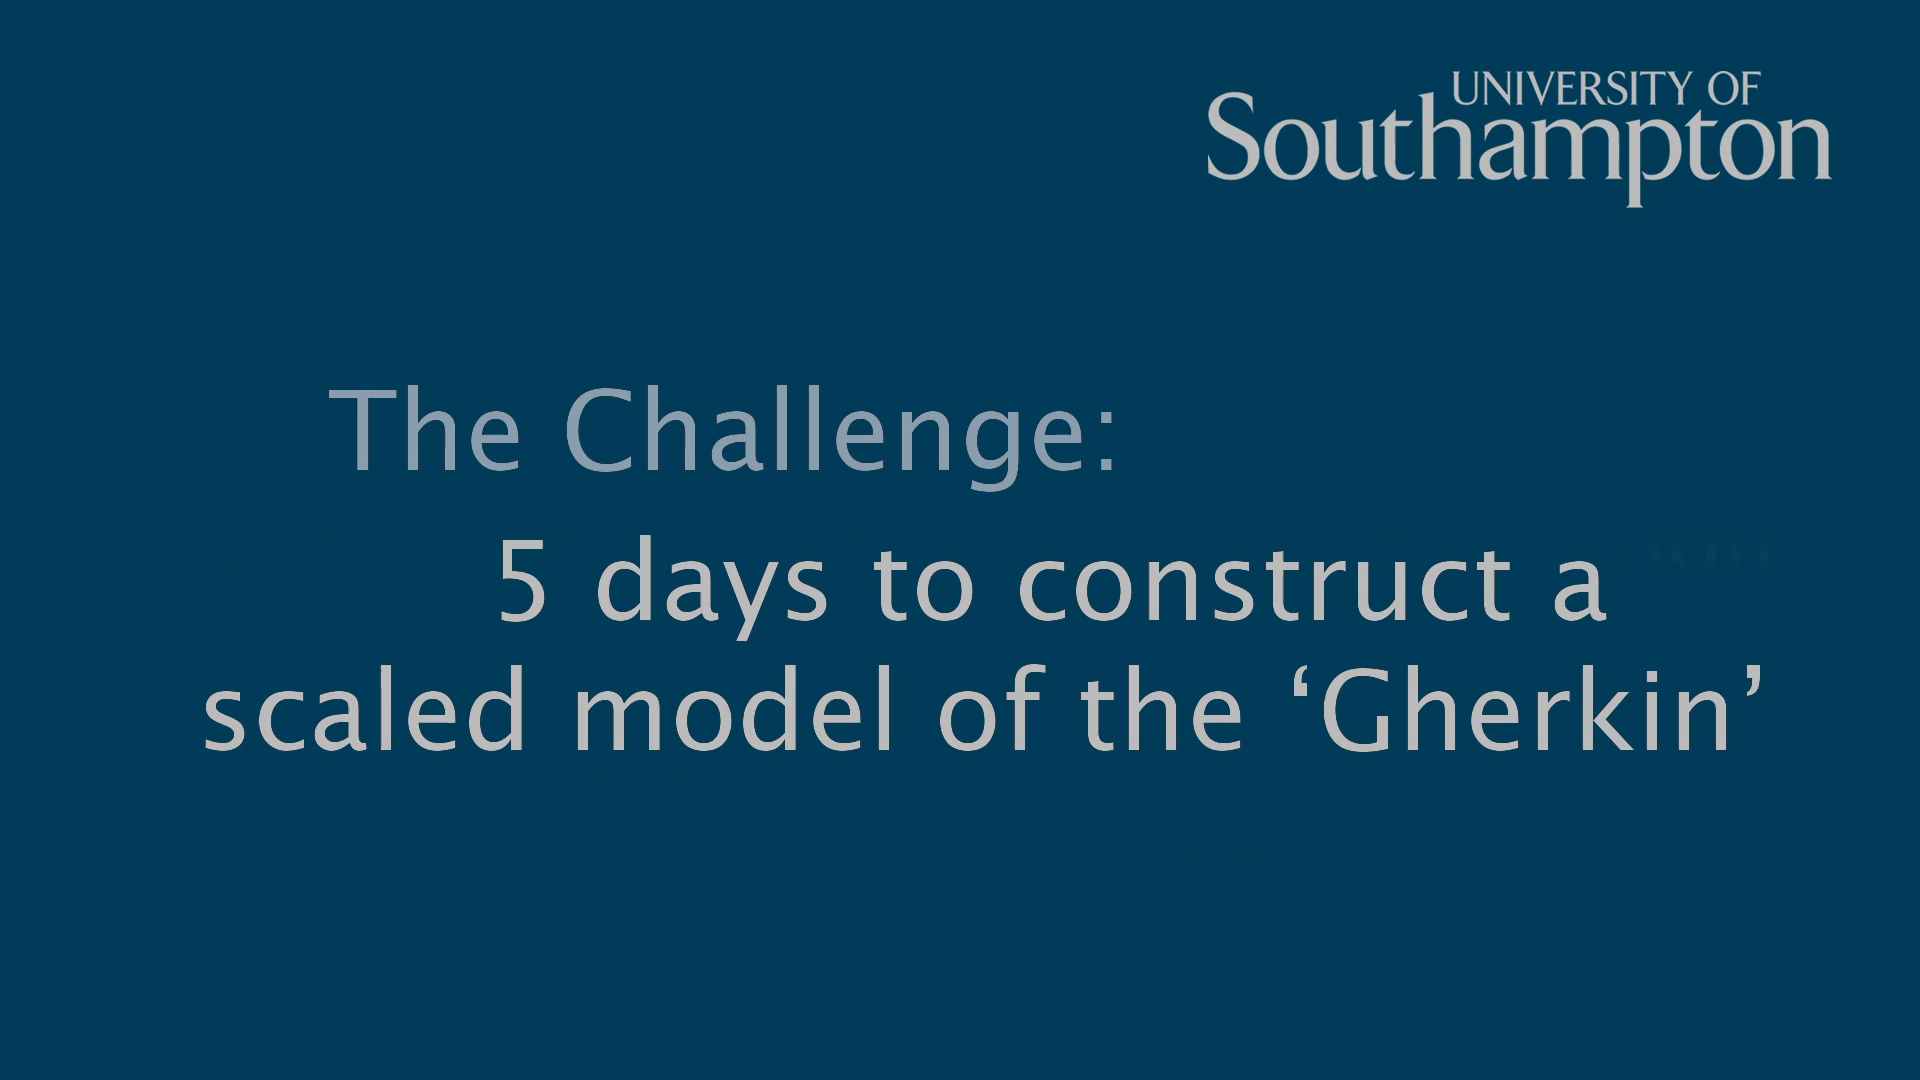 UNIVERSITY OF
Southampton
The Challenge:
5 days to construct a
scaled model of the ‘Gherkin’